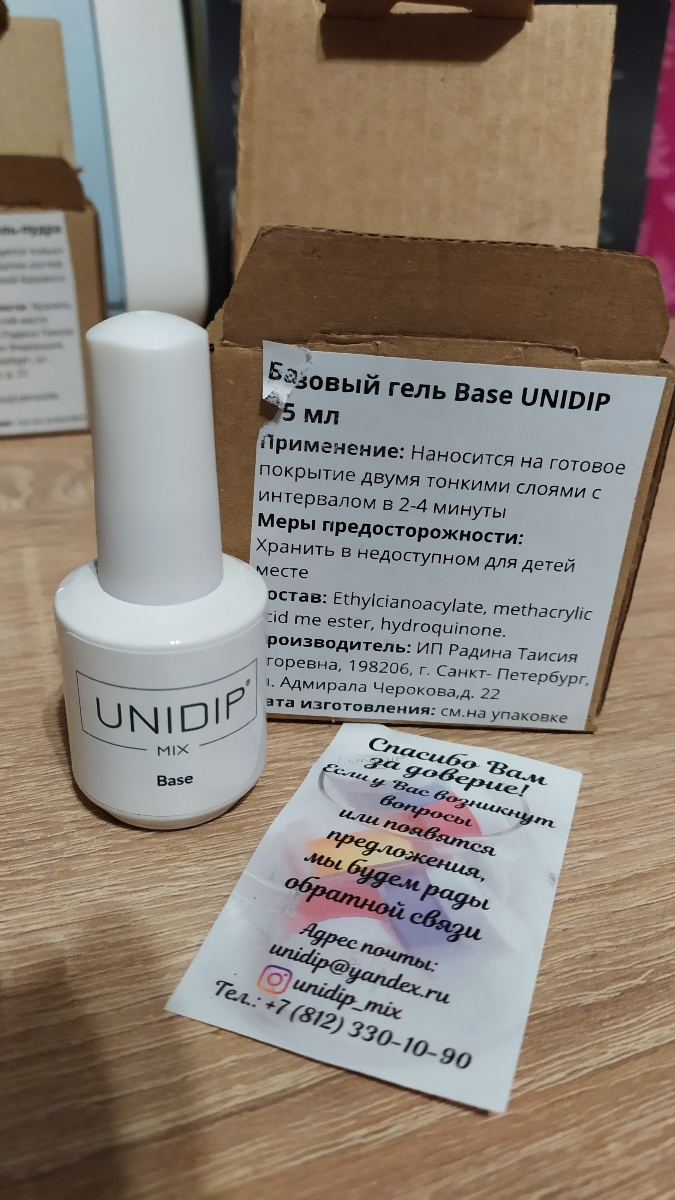 Базовый гель Base UNIDIP
5 мл
Применение: Наносится на готовое
покрытие двумя тонкими слоями с
интервалом в 2-4 минуты
Меры предосторожности:
Хранить в недоступном для детей
месте
остав: Ethylcianoacylate, methacrylic
cid me ester, hydroquinone.
роизводитель: ИП Радина Таисия
горевна, 198206, г. Санкт- Петербург,
. Адмирала Черокова,д. 22
ата изготовления: см.на упаковке
UNIDIP®
MIX
Base
Спасибо Вам
за доверие!
Если у Вас возникнут
вопросы
или появятся
предложения,
мы будем рады
обратной связи
Адрес почты:
unidip@yandex.ru
unidip_mix
Тел.: +7 (812) 330-10-90